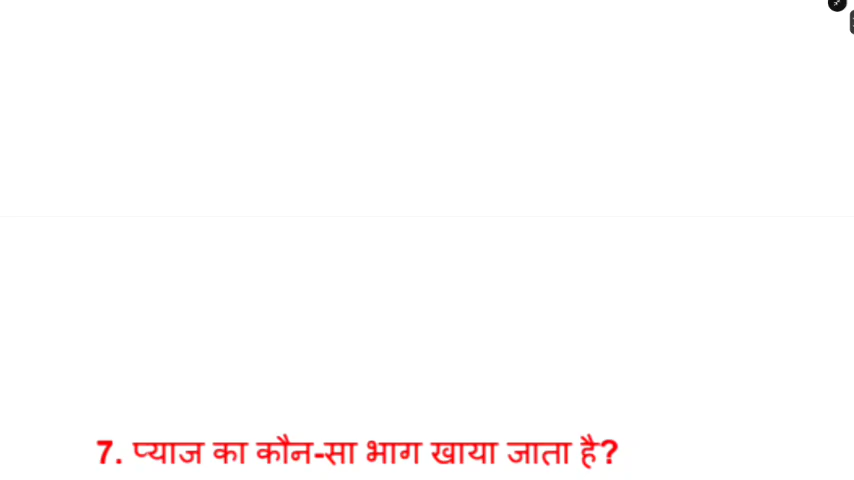 7. प्याज का कौन-सा भाग खाया जाता है?